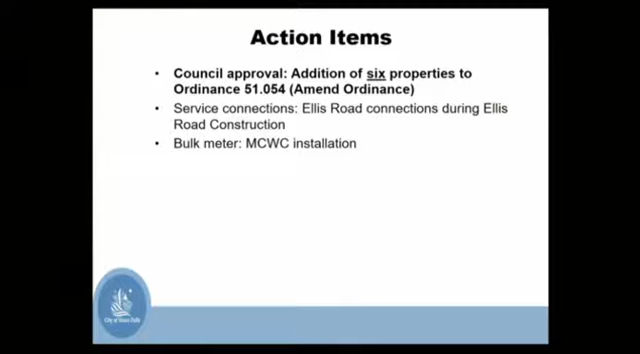 Action Items
• Council approval: Addition of six properties to
Ordinance 51.054 (Amend Ordinance)
• Service connections: Ellis Road connections during Ellis
Road Construction
• Bulk meter: MCWC installation
City of Sioux Falls